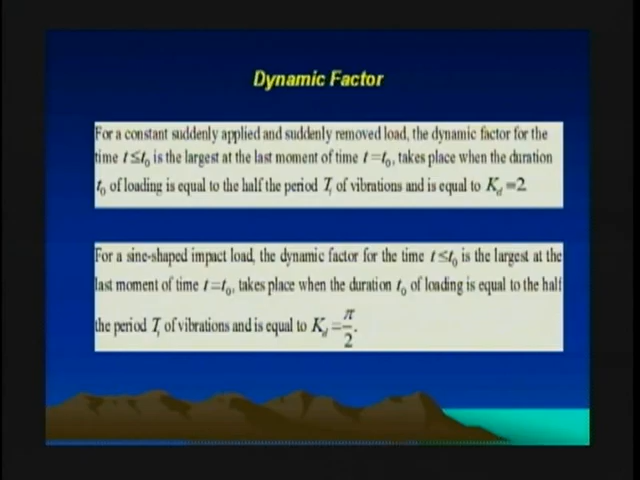 Dynamic Factor
For a constant suddenly applied and suddenly removed load, the dynamic factor for the
time t≤t₀ is the largest at the last moment of time t=t₀, takes place when the duration
t₀ of loading is equal to the half the period Tᵢ of vibrations and is equal to K_d=2
For a sine-shaped impact load, the dynamic factor for the time t≤t₀ is the largest at the
last moment of time t=t₀, takes place when the duration t₀ of loading is equal to the half
the period Tᵢ of vibrations and is equal to K_d=π/2.